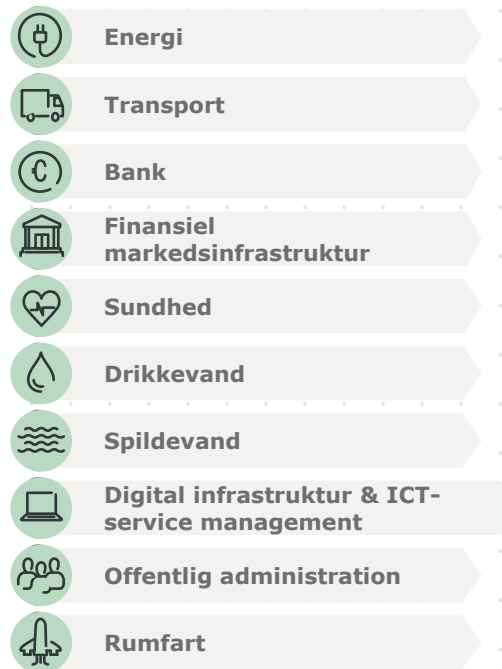 Energi
Transport
Bank
Finansiel
markedsinfrastruktur
Sundhed
Drikkevand
Spildevand
Digital infrastruktur & ICT-
service management
Offentlig administration
Rumfart